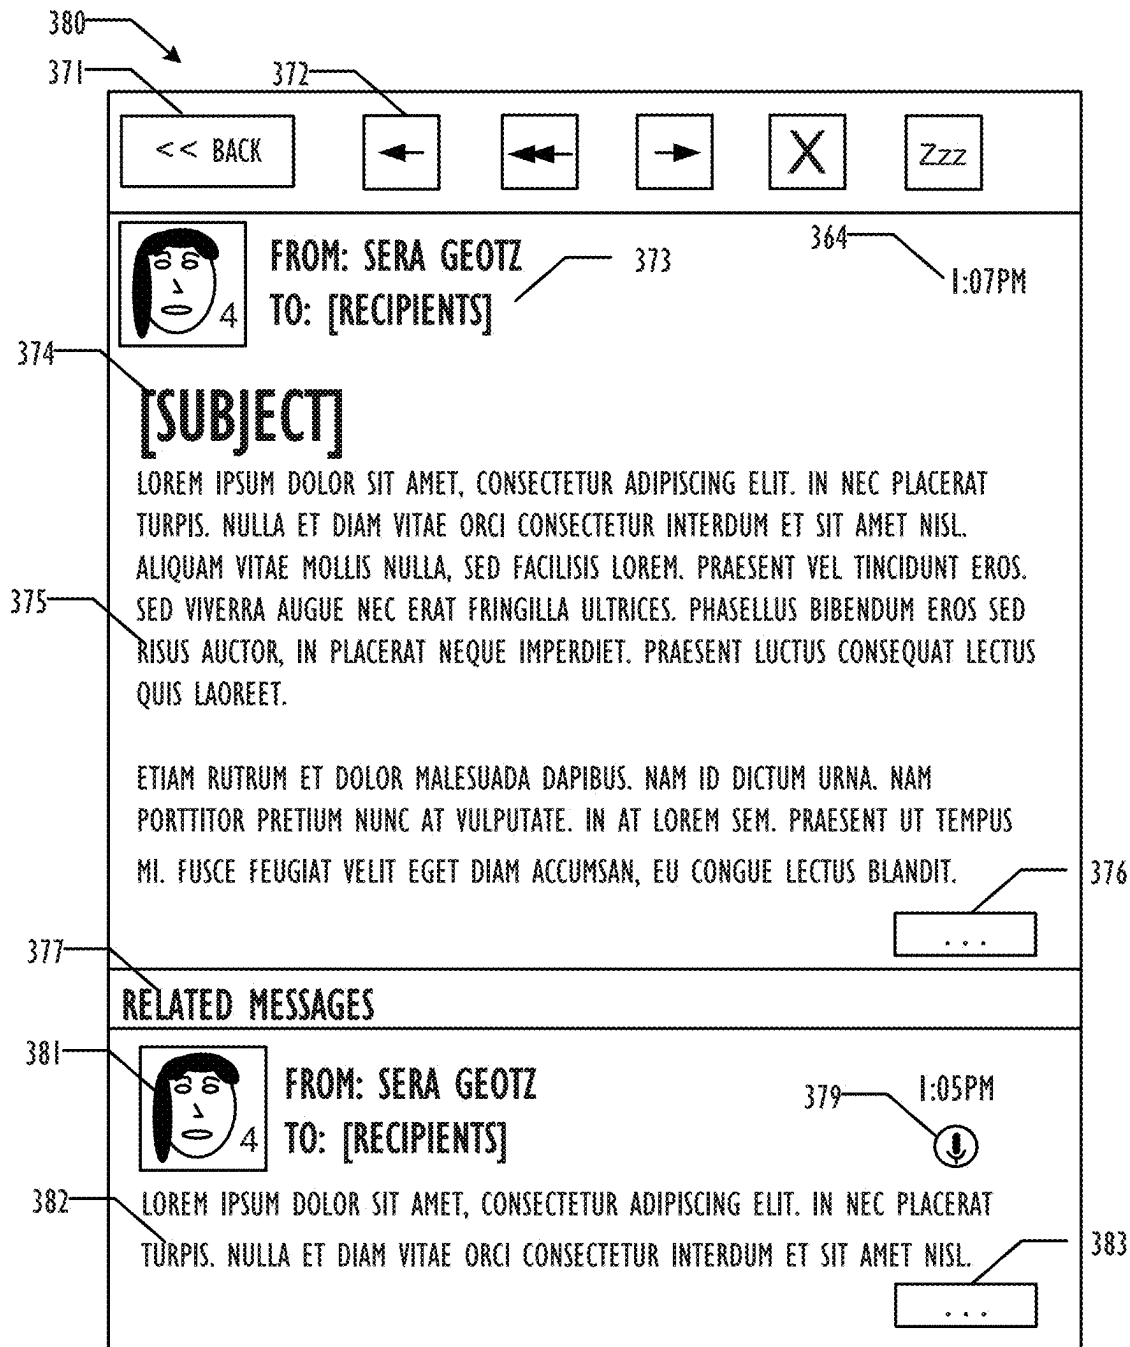 380
371
372
<< BACK
X
Zzz
364
FROM: SERA GEOTZ
373
1:07PM
TO: [RECIPIENTS]
4
374
[SUBJECT]
LOREM IPSUM DOLOR SIT AMET, CONSECTETUR ADIPISCING ELIT. IN NEC PLACERAT
TURPIS. NULLA ET DIAM VITAE ORCI CONSECTETUR INTERDUM ET SIT AMET NISL.
ALIQUAM VITAE MOLLIS NULLA, SED FACILISIS LOREM. PRAESENT VEL TINCIDUNT EROS.
375
SED VIVERRA AUGUE NEC ERAT FRINGILLA ULTRICES. PHASELLUS BIBENDUM EROS SED
RISUS AUCTOR, IN PLACERAT NEQUE IMPERDIET. PRAESENT LUCTUS CONSEQUAT LECTUS
QUIS LAOREET.
ETIAM RUTRUM ET DOLOR MALESUADA DAPIBUS. NAM ID DICTUM URNA. NAM
PORTTITOR PRETIUM NUNC AT VULPUTATE. IN AT LOREM SEM. PRAESENT UT TEMPUS
MI. FUSCE FEUGIAT VELIT EGET DIAM ACCUMSAN, EU CONGUE LECTUS BLANDIT.
376
...
377
RELATED MESSAGES
381
FROM: SERA GEOTZ
379
1:05PM
TO: [RECIPIENTS]
4
382
LOREM IPSUM DOLOR SIT AMET, CONSECTETUR ADIPISCING ELIT. IN NEC PLACERAT
TURPIS. NULLA ET DIAM VITAE ORCI CONSECTETUR INTERDUM ET SIT AMET NISL.
383
...